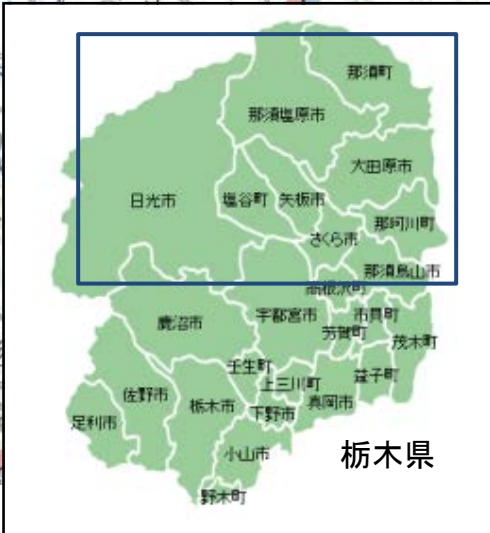 那須町
那須塩原市
大田原市
日光市
塩谷町
矢板市
那珂川町
さくら市
那須烏山市
高根沢町
鹿沼市
宇都宮市
市貝町
芳賀町
茂木町
壬生町
上三川町
益子町
佐野市
栃木市
真岡市
下野市
足利市
小山市
栃木県
野木町